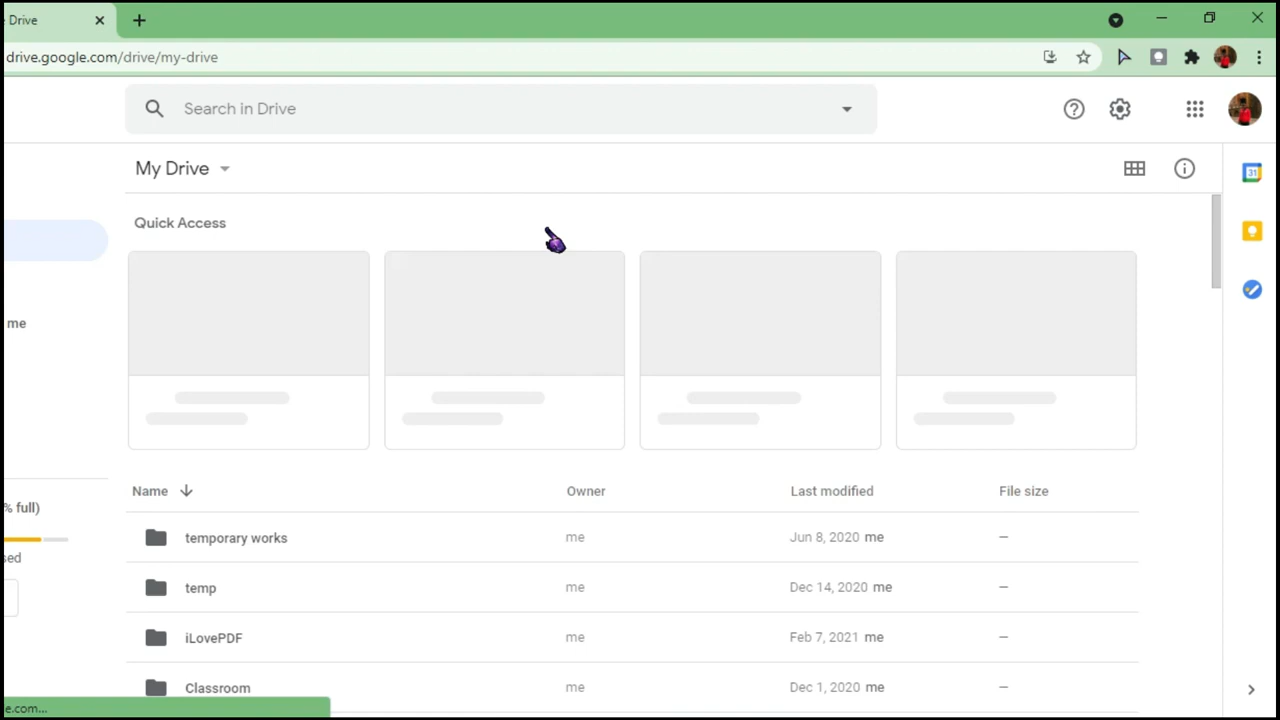 Drive
drive.google.com/drive/my-drive
Search in Drive
My Drive
31
Quick Access
me
Name Owner Last modified File size
% full)
temporary works me Jun 8, 2020 me –
sed
temp me Dec 14, 2020 me –
iLovePDF me Feb 7, 2021 me –
Classroom me Dec 1, 2020 me –
e.com...